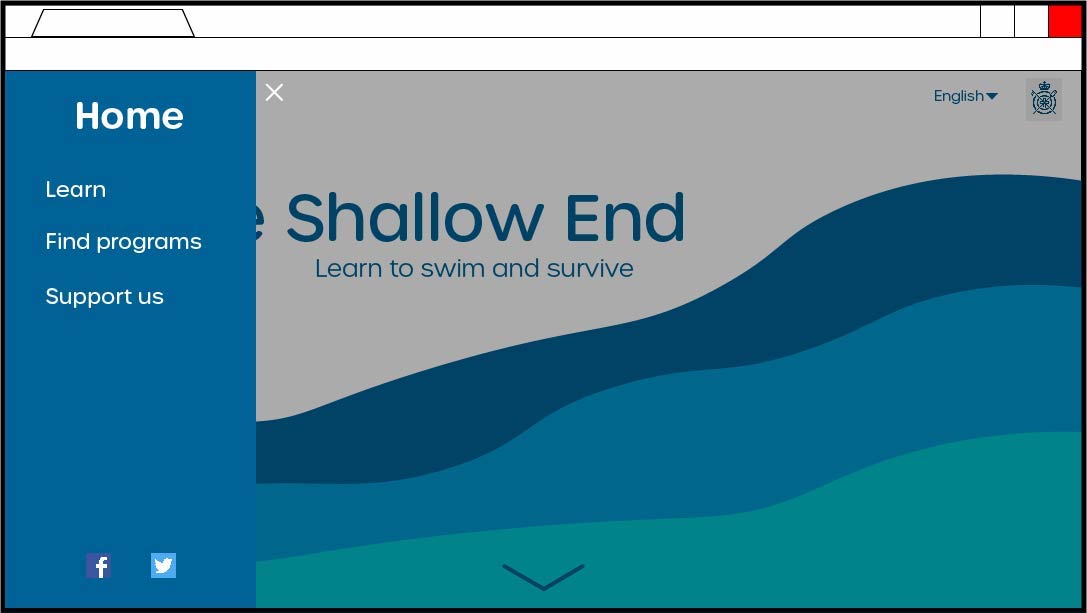 Home
Learn
Find programs
Support us
English
e Shallow End
Learn to swim and survive